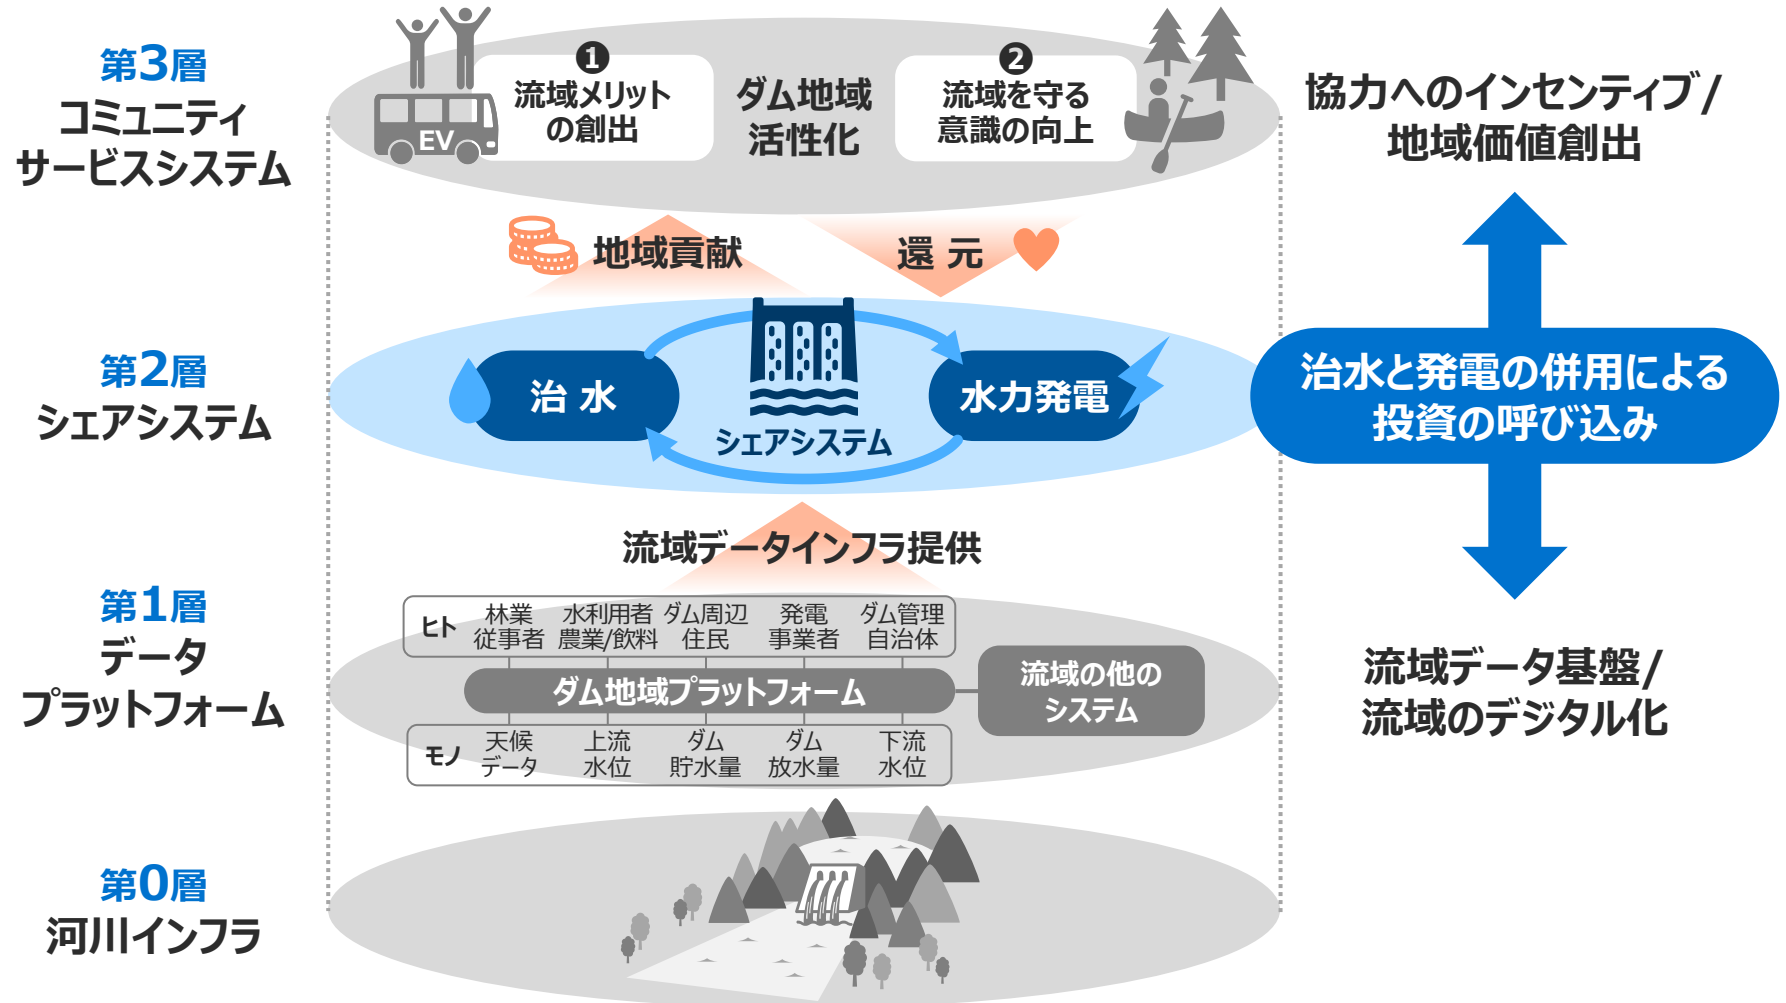 第3層
コミュニティ
サービスシステム
❶
流域メリット
の創出
EV
ダム地域
活性化
❷
流域を守る
意識の向上
協力へのインセンティブ/
地域価値創出
地域貢献
還 元
第2層
シェアシステム
治 水
シェアシステム
水力発電
治水と発電の併用による
投資の呼び込み
流域データインフラ提供
第1層
データ
プラットフォーム
ヒト
林業
従事者
水利用者
農業/飲料
ダム周辺
住民
発電
事業者
ダム管理
自治体
ダム地域プラットフォーム
流域の他の
システム
モノ
天候
データ
上流
水位
ダム
貯水量
ダム
放水量
下流
水位
流域データ基盤/
流域のデジタル化
第0層
河川インフラ